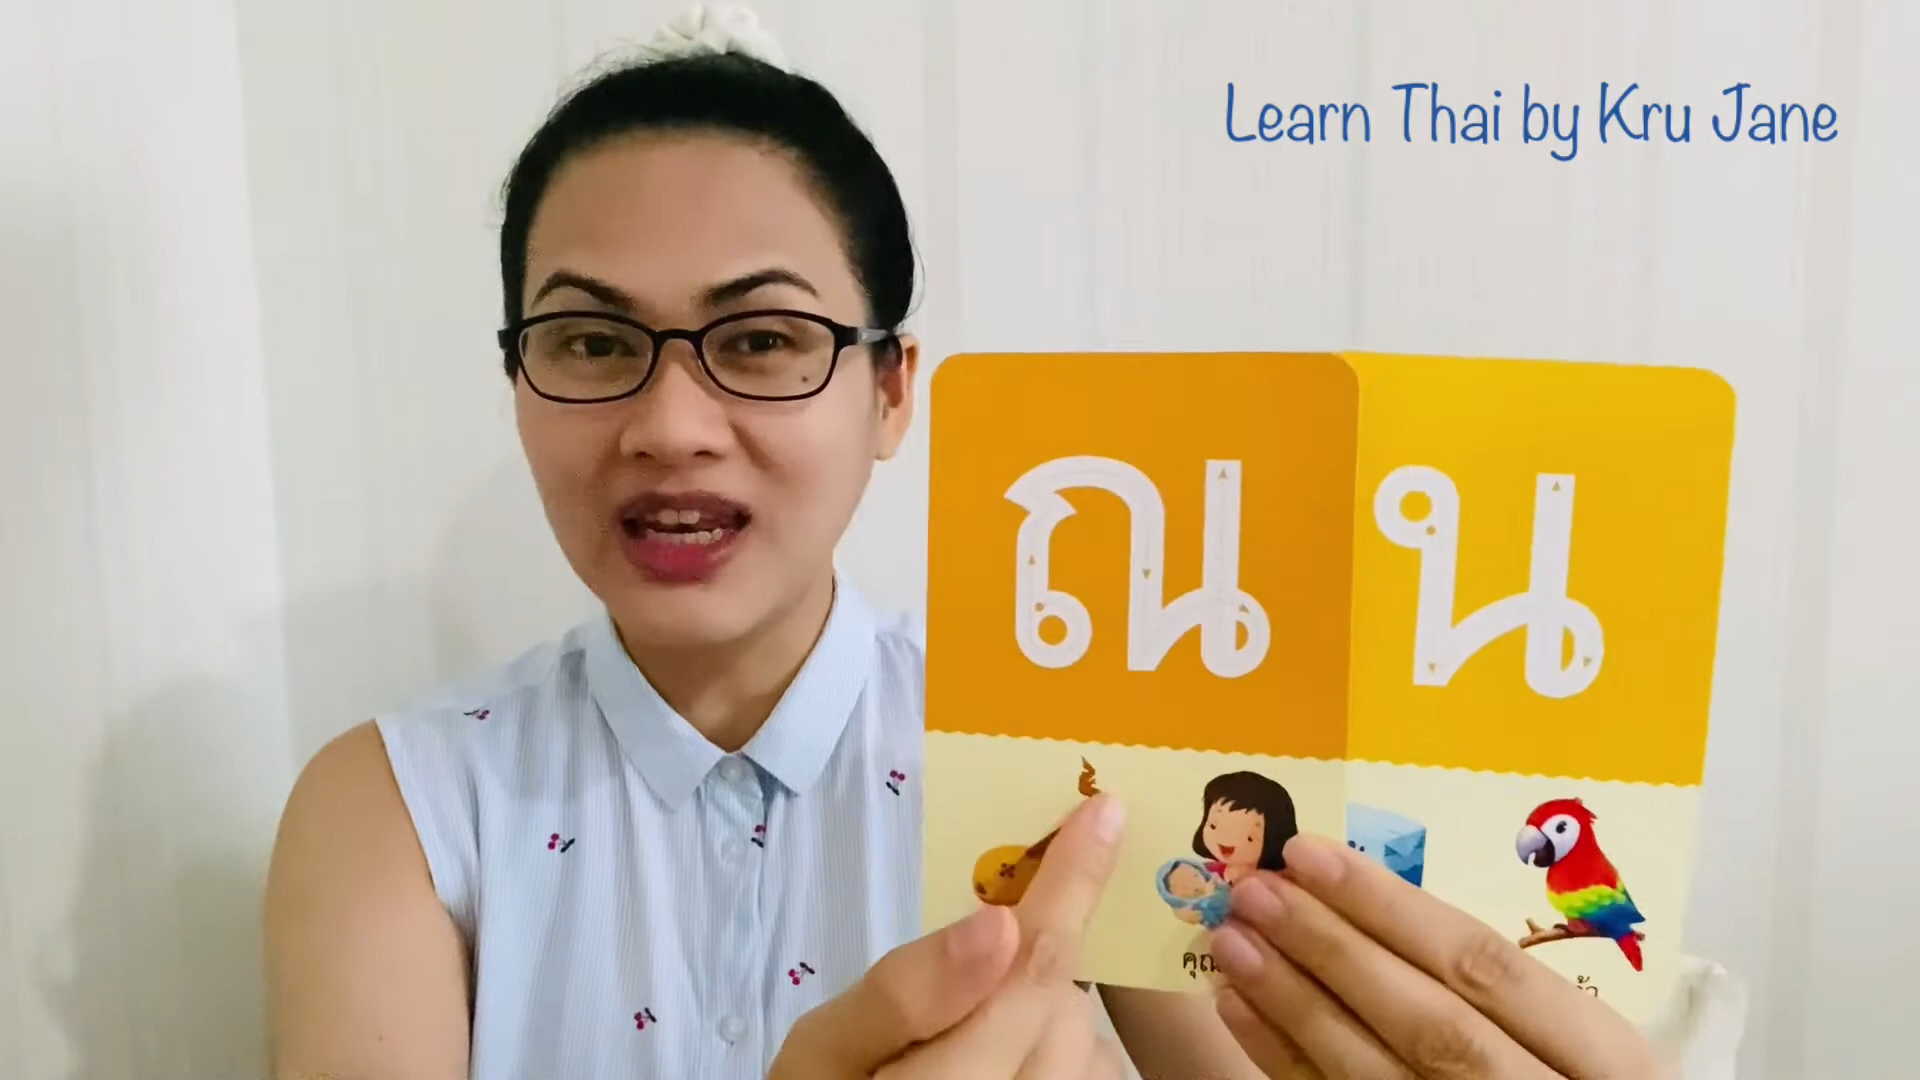 Learn Thai by Kru Jane
ณ น